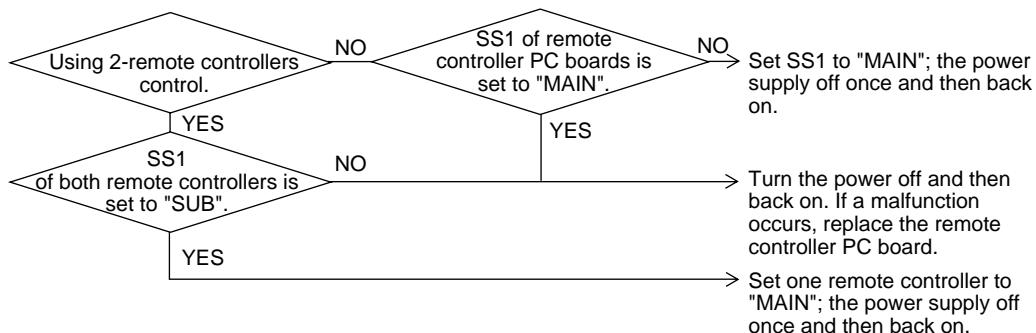 Using 2-remote controllers
control.
NO
SS1 of remote
controller PC boards is
set to "MAIN".
NO
Set SS1 to "MAIN"; the power
supply off once and then back
on.
YES
YES
SS1
of both remote controllers is
set to "SUB".
NO
Turn the power off and then
back on. If a malfunction
occurs, replace the remote
controller PC board.
YES
Set one remote controller to
"MAIN"; the power supply off
once and then back on.